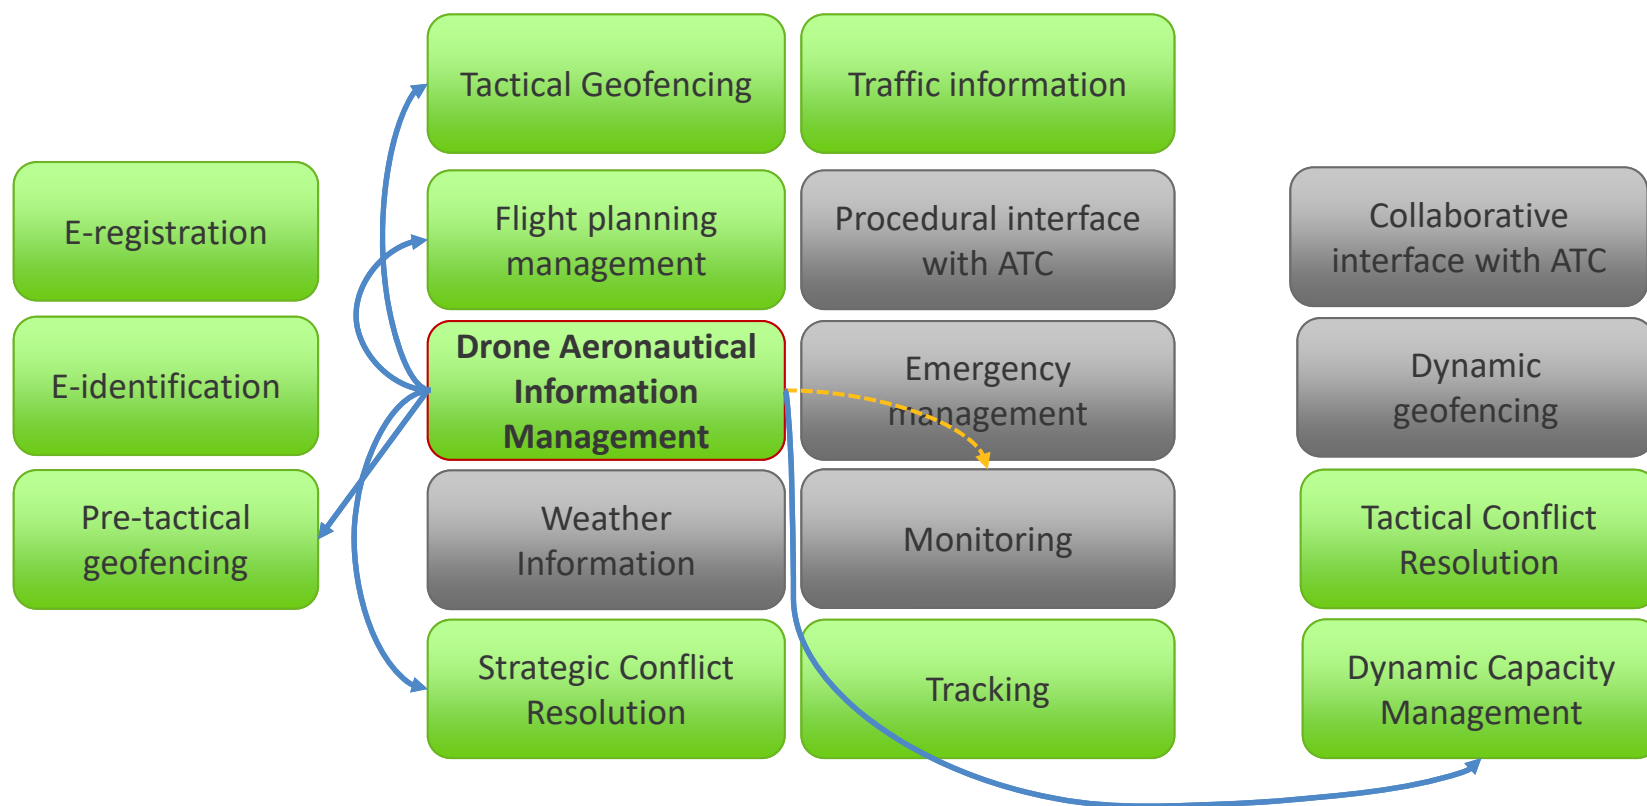 Tactical Geofencing
Traffic information
E-registration
Flight planning
management
Procedural interface
with ATC
Collaborative
interface with ATC
E-identification
Drone Aeronautical
Information
Management
Emergency
management
Dynamic
geofencing
Pre-tactical
geofencing
Weather
Information
Monitoring
Tactical Conflict
Resolution
Strategic Conflict
Resolution
Tracking
Dynamic Capacity
Management